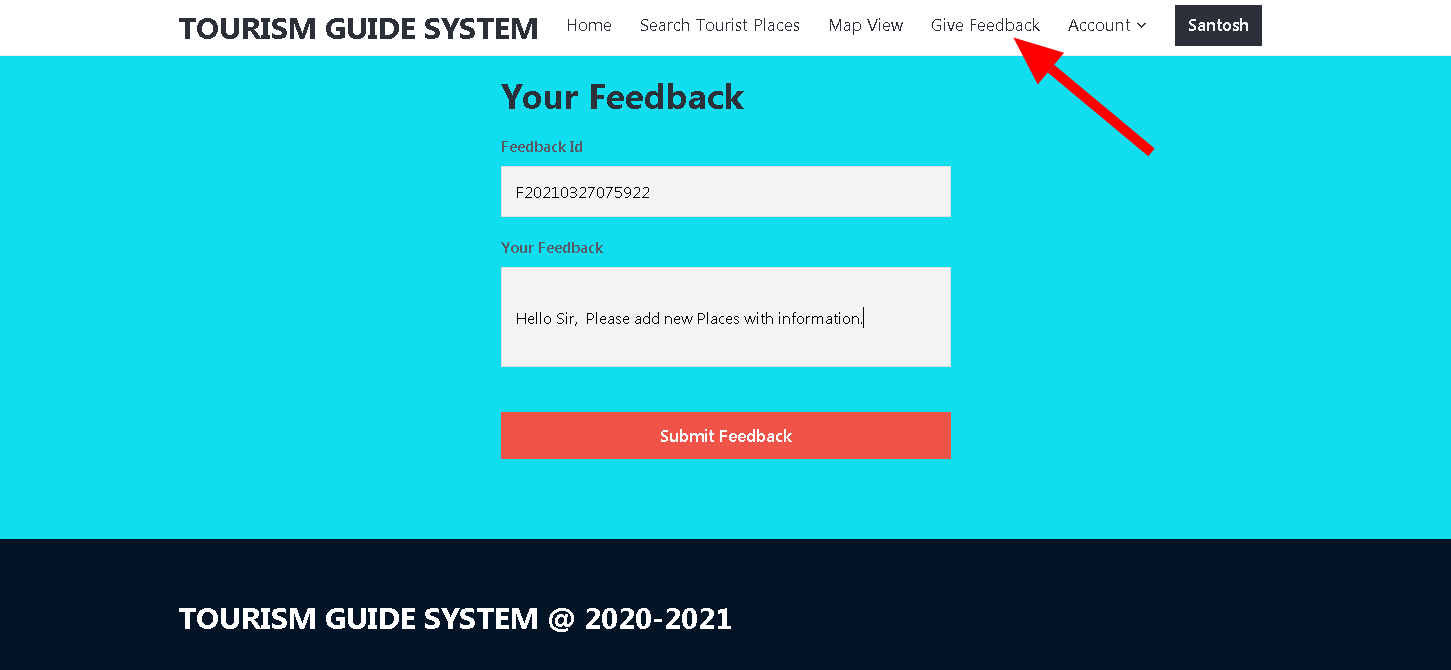 TOURISM GUIDE SYSTEM Home Search Tourist Places Map View Give Feedback Account Santosh
Your Feedback
Feedback Id
F20210327075922
Your Feedback
Hello Sir,  Please add new Places with information.
Submit Feedback
TOURISM GUIDE SYSTEM @ 2020-2021